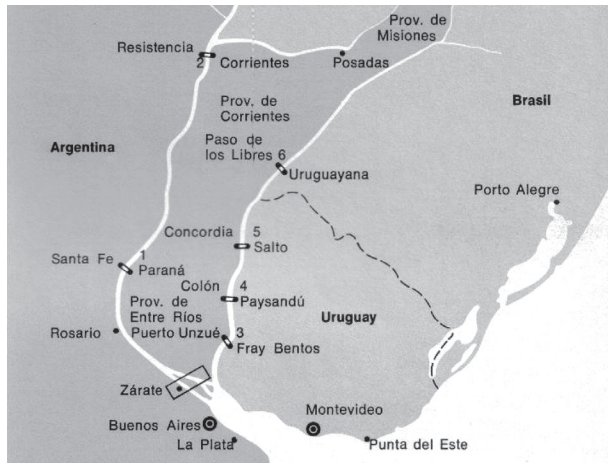 Prov. de
Misiones
Resistencia
2
Corrientes
Posadas
Prov. de
Corrientes
Brasil
Argentina
Paso de
los Libres 6
Uruguayana
Porto Alegre
Concordia
5
Salto
Santa Fe
1
Paraná
Colón
4
Paysandú
Prov. de
Entre Ríos
Uruguay
Rosario
Puerto Unzué
3
Fray Bentos
Zárate
Montevideo
Buenos Aires
La Plata
Punta del Este